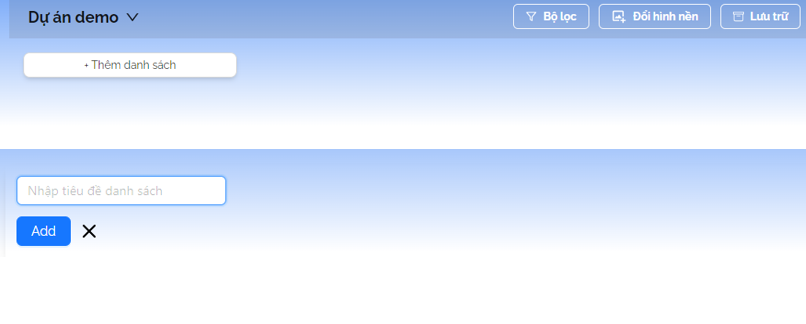 Dự án demo
Bộ lọc
Đổi hình nền
Lưu trữ
+ Thêm danh sách
Nhập tiêu đề danh sách
Add